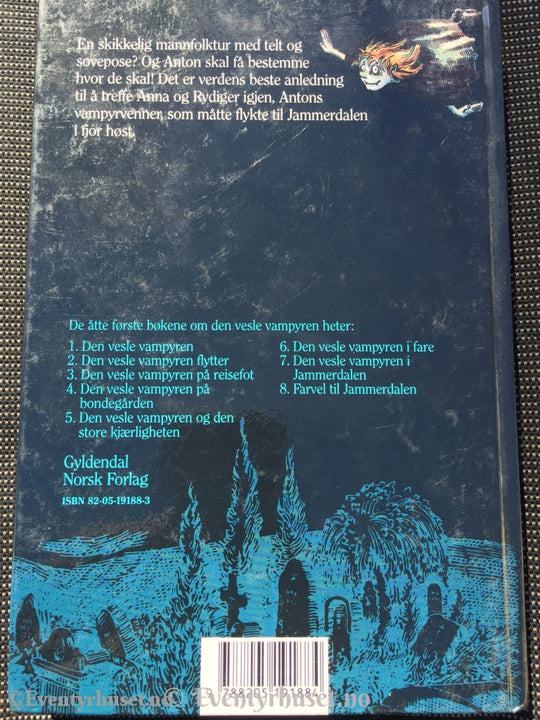 En skikkelig mannfolktur med telt og
sovepose? Og Anton skal få bestemme
hvor de skal! Det er verdens beste anledning
til å treffe Anna og Rydiger igjen, Antons
vampyrvenner, som måtte flykte til Jammerdalen
i fjor høst.
De åtte første bøkene om den vesle vampyren heter:
1. Den vesle vampyren
2. Den vesle vampyren flytter
3. Den vesle vampyren på reisefot
4. Den vesle vampyren på
bondegården
5. Den vesle vampyren og den
store kjærligheten
6. Den vesle vampyren i fare
7. Den vesle vampyren i
Jammerdalen
8. Farvel til Jammerdalen
Gyldendal
Norsk Forlag
ISBN 82-05-19188-3
9 788205 191884
©Eventyrhuset.no ©Eventyrhuset.no